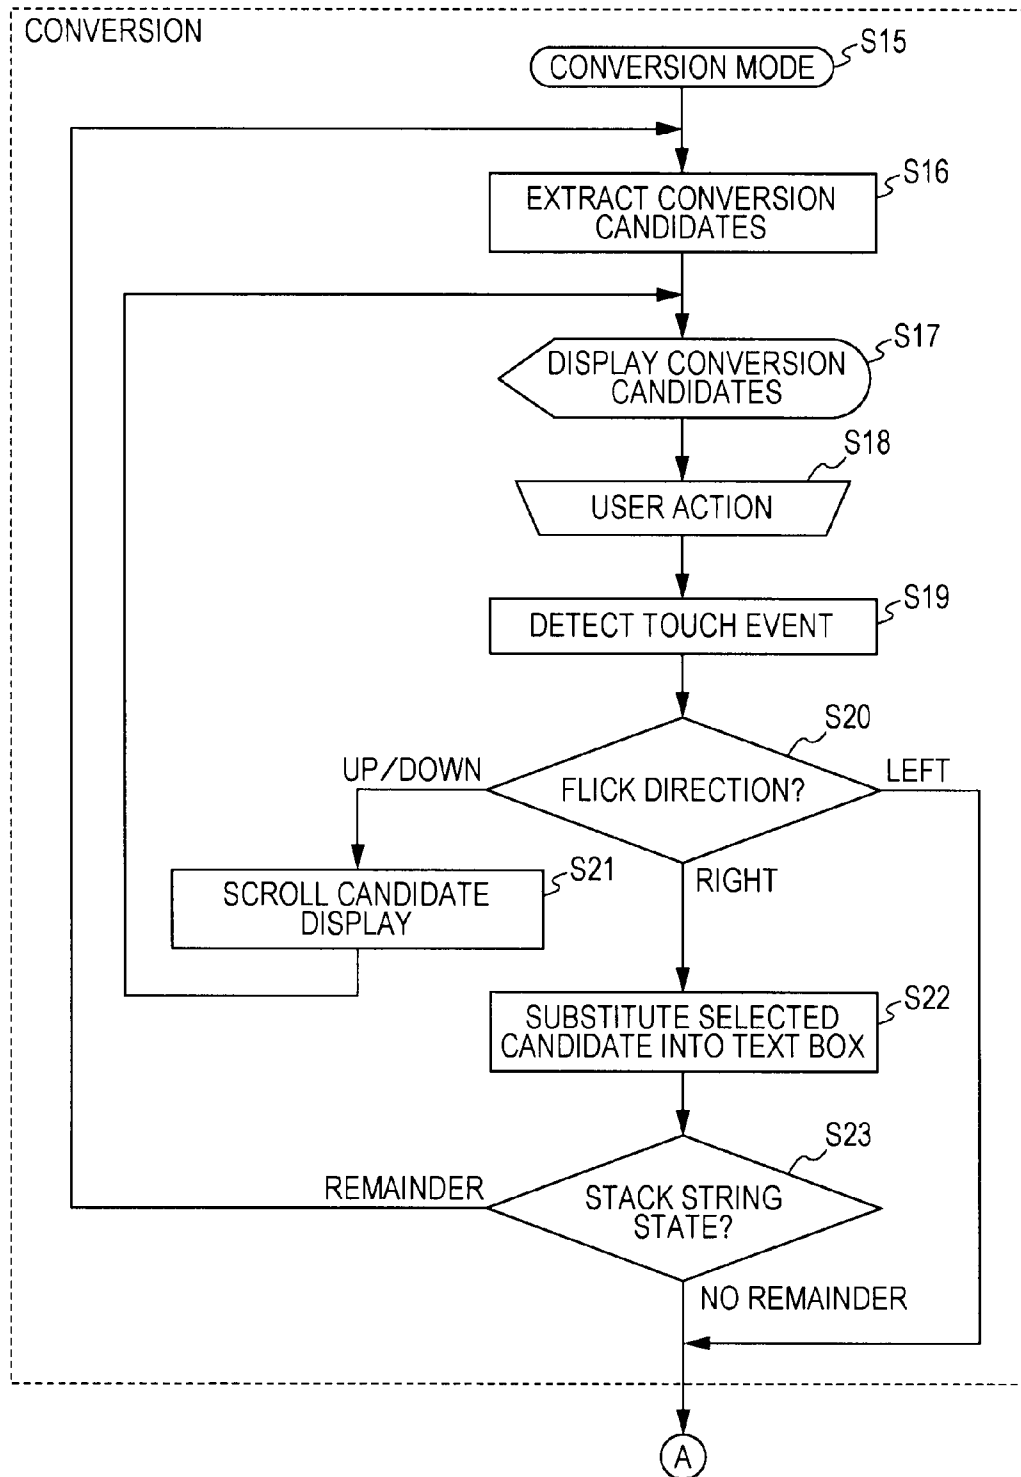 CONVERSION
S15
CONVERSION MODE
S16
EXTRACT CONVERSION
CANDIDATES
S17
DISPLAY CONVERSION
CANDIDATES
S18
USER ACTION
S19
DETECT TOUCH EVENT
S20
UP/DOWN
LEFT
FLICK DIRECTION?
S21
RIGHT
SCROLL CANDIDATE
DISPLAY
S22
SUBSTITUTE SELECTED
CANDIDATE INTO TEXT BOX
S23
REMAINDER
STACK STRING
STATE?
NO REMAINDER
A